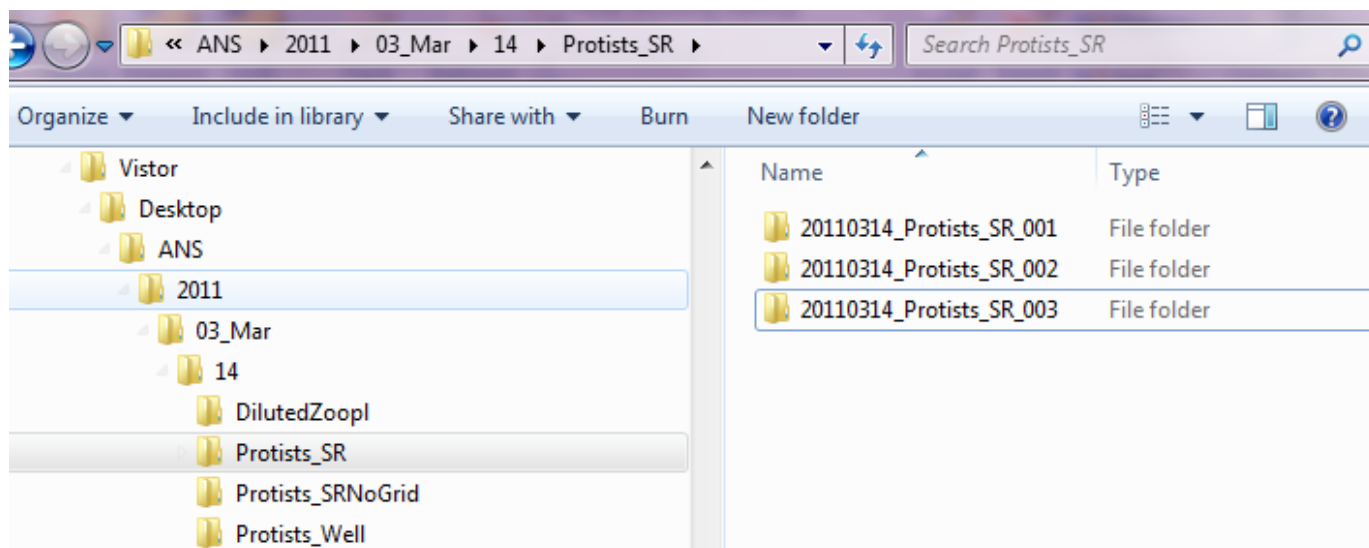 « ANS ▸ 2011 ▸ 03_Mar ▸ 14 ▸ Protists_SR ▸ Search Protists_SR
Organize Include in library Share with Burn New folder
Vistor
Desktop
ANS
2011
03_Mar
14
DilutedZoopl
Protists_SR
Protists_SRNoGrid
Protists_Well
Name Type
20110314_Protists_SR_001 File folder
20110314_Protists_SR_002 File folder
20110314_Protists_SR_003 File folder